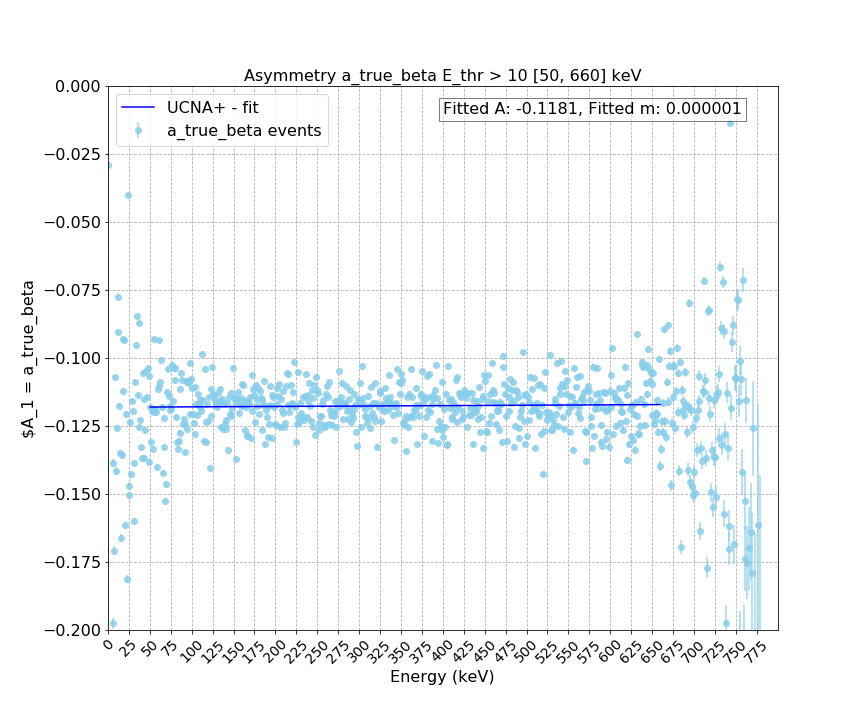 Asymmetry a_true_beta E_thr > 10 [50, 660] keV
UCNA+ - fit
a_true_beta events
Fitted A: -0.1181, Fitted m: 0.000001
$A_1 = a_true_beta
0.000
−0.025
−0.050
−0.075
−0.100
−0.125
−0.150
−0.175
−0.200
0 25 50 75 100 125 150 175 200 225 250 275 300 325 350 375 400 425 450 475 500 525 550 575 600 625 650 675 700 725 750 775
Energy (keV)